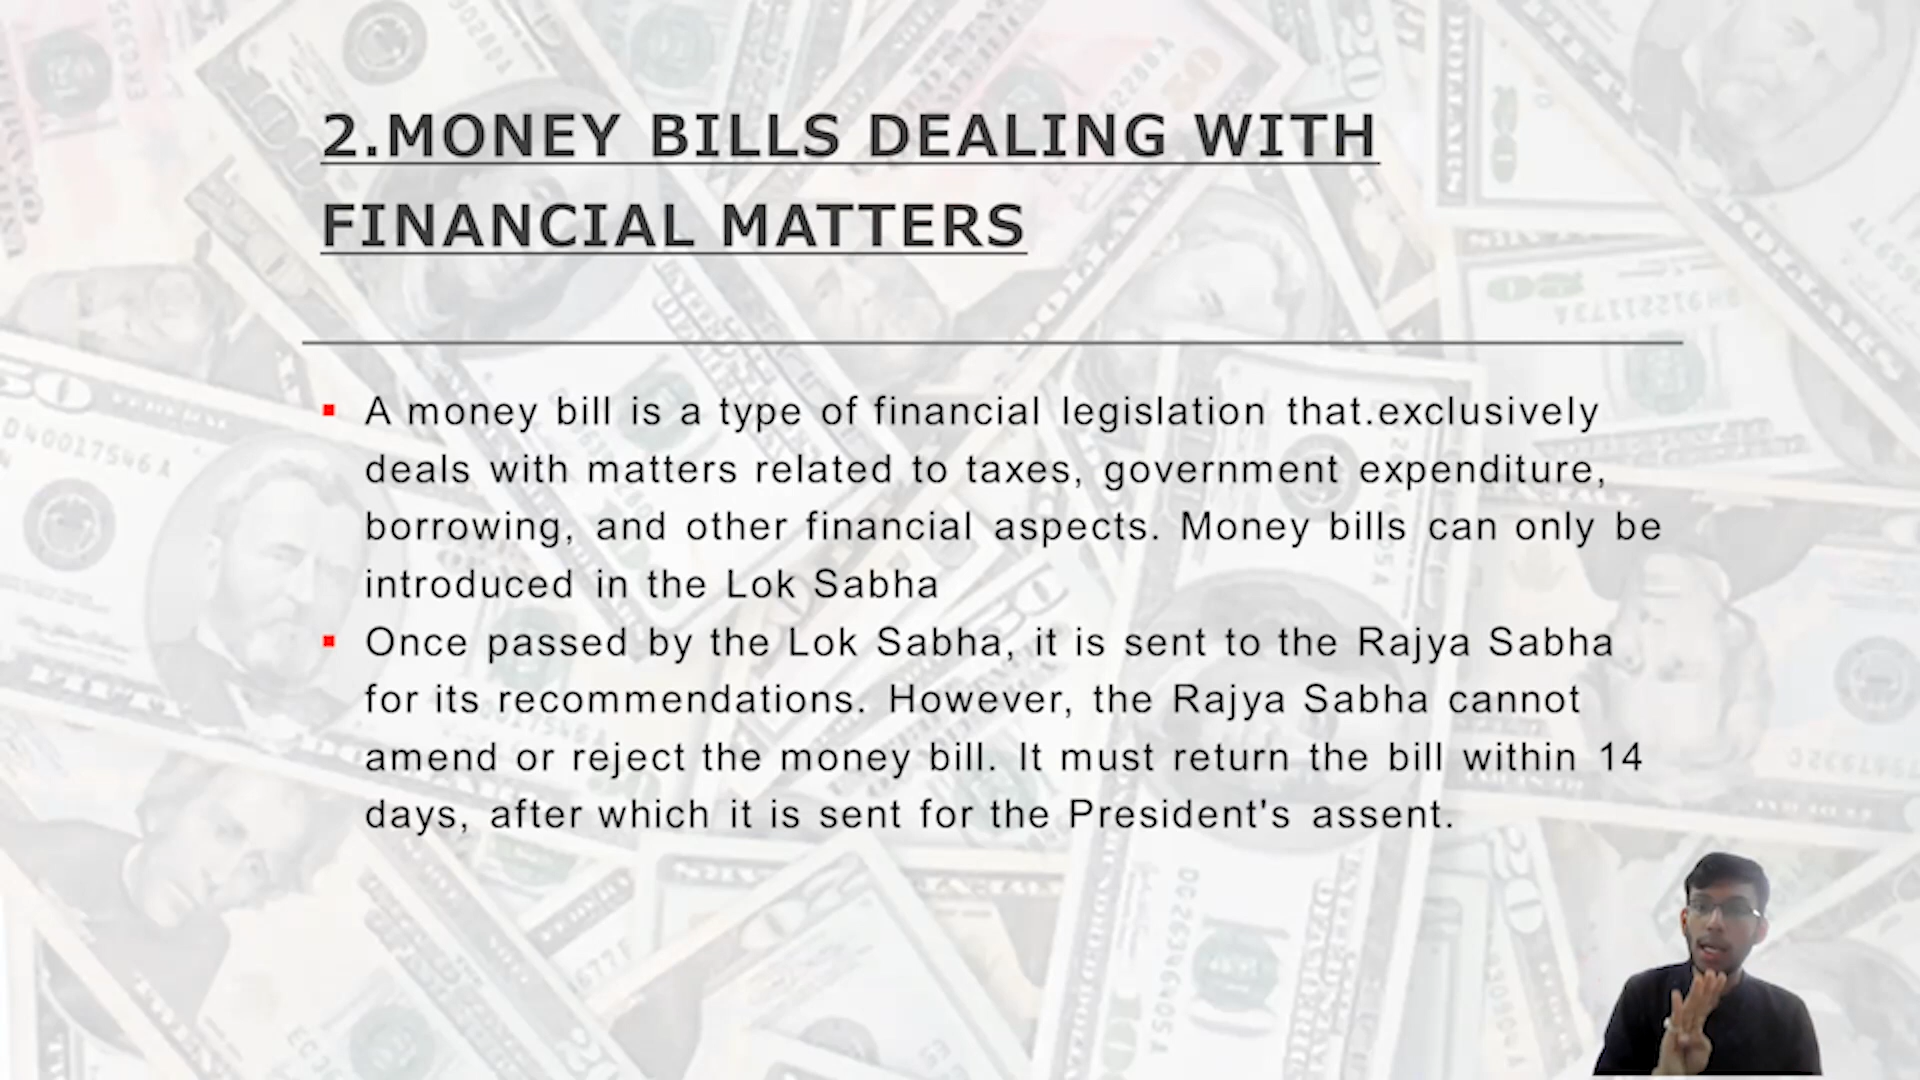 2.MONEY BILLS DEALING WITH
FINANCIAL MATTERS
A money bill is a type of financial legislation that.exclusively
deals with matters related to taxes, government expenditure,
borrowing, and other financial aspects. Money bills can only be
introduced in the Lok Sabha
Once passed by the Lok Sabha, it is sent to the Rajya Sabha
for its recommendations. However, the Rajya Sabha cannot
amend or reject the money bill. It must return the bill within 14
days, after which it is sent for the President's assent.